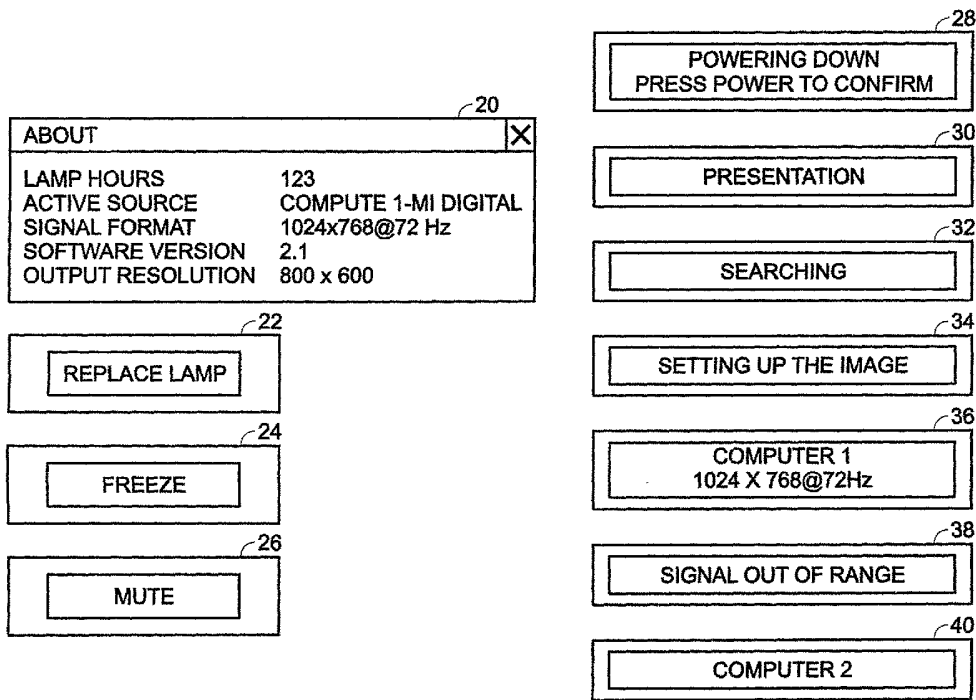 20
ABOUT X
LAMP HOURS 123
ACTIVE SOURCE COMPUTE 1-MI DIGITAL
SIGNAL FORMAT 1024x768@72 Hz
SOFTWARE VERSION 2.1
OUTPUT RESOLUTION 800 x 600
22
REPLACE LAMP
24
FREEZE
26
MUTE
28
POWERING DOWN
PRESS POWER TO CONFIRM
30
PRESENTATION
32
SEARCHING
34
SETTING UP THE IMAGE
36
COMPUTER 1
1024 X 768@72Hz
38
SIGNAL OUT OF RANGE
40
COMPUTER 2